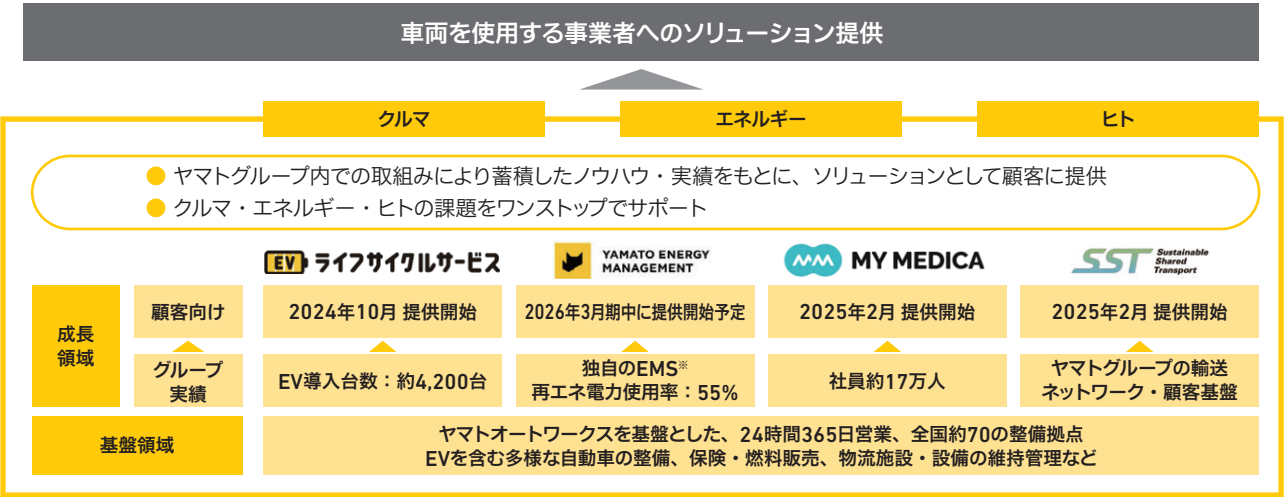 車両を使用する事業者へのソリューション提供
クルマ
エネルギー
ヒト
● ヤマトグループ内での取組みにより蓄積したノウハウ・実績をもとに、ソリューションとして顧客に提供
● クルマ・エネルギー・ヒトの課題をワンストップでサポート
EV ライフサイクルサービス
YAMATO ENERGY
MANAGEMENT
MY MEDICA
SST Sustainable
Shared
Transport
成長
領域
顧客向け
2024年10月 提供開始
2026年3月期中に提供開始予定
2025年2月 提供開始
2025年2月 提供開始
グループ
実績
EV導入台数：約4,200台
独自のEMS※
再エネ電力使用率：55%
社員約17万人
ヤマトグループの輸送
ネットワーク・顧客基盤
基盤領域
ヤマトオートワークスを基盤とした、24時間365日営業、全国約70の整備拠点
EVを含む多様な自動車の整備、保険・燃料販売、物流施設・設備の維持管理など